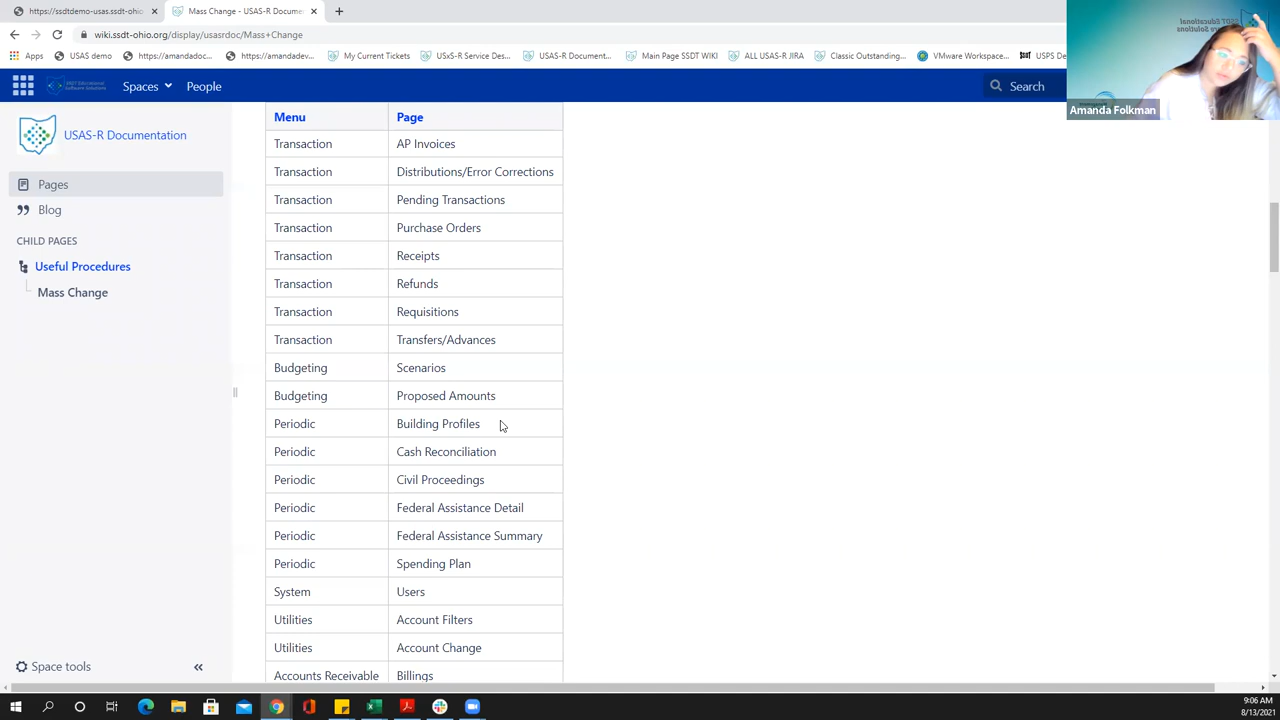 https://ssdtdemo-usas.ssdt-ohio
Mass Change - USAS-R Docume
wiki.ssdt-ohio.org/display/usasrdoc/Mass+Change
Apps
USAS demo
https://amandadoc...
https://amandadev...
My Current Tickets
USxS-R Service Des...
USAS-R Document...
Main Page SSDT WIKI
ALL USAS-R JIRA
Classic Outstanding...
VMware Workspace...
USPS De
Spaces
People
Search
Amanda Folkman
USAS-R Documentation
Pages
Blog
CHILD PAGES
Useful Procedures
Mass Change
Menu Page
Transaction AP Invoices
Transaction Distributions/Error Corrections
Transaction Pending Transactions
Transaction Purchase Orders
Transaction Receipts
Transaction Refunds
Transaction Requisitions
Transaction Transfers/Advances
Budgeting Scenarios
Budgeting Proposed Amounts
Periodic Building Profiles
Periodic Cash Reconciliation
Periodic Civil Proceedings
Periodic Federal Assistance Detail
Periodic Federal Assistance Summary
Periodic Spending Plan
System Users
Utilities Account Filters
Utilities Account Change
Accounts Receivable Billings
Space tools
9:06 AM
8/13/2021